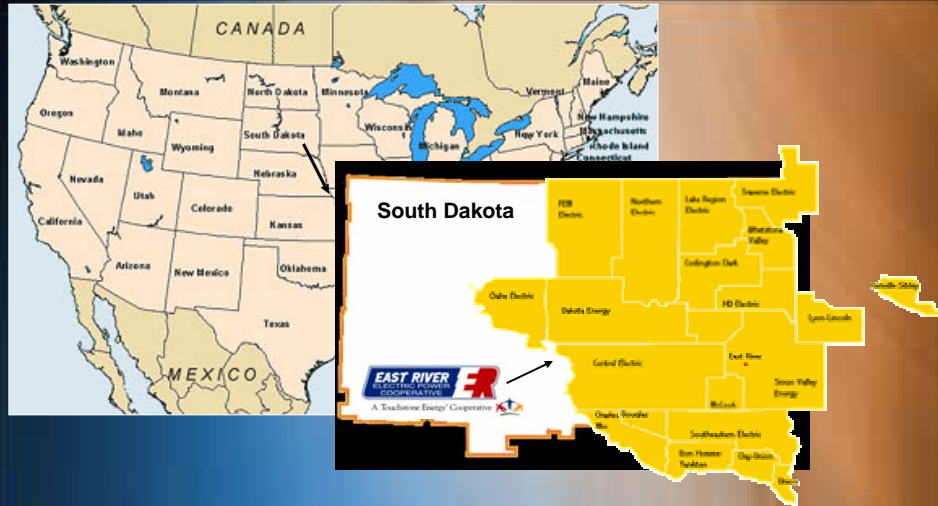 CANADA
Washington
Montana
North Dakota
Minnesota
Maine
Vermont
Oregon
Idaho
Wyoming
South Dakota
Wisconsin
Michigan
New York
New Hampshire
Massachusetts
Rhode Island
Connecticut
Nebraska
Nevada
Utah
Colorado
Kansas
California
Arizona
New Mexico
Oklahoma
Texas
MEXICO
South Dakota
FEM
Electric
Northern
Electric
Lake Region
Electric
Traverse Electric
Whetstone
Valley
Codington Clark
Oahe Electric
Dakota Energy
HD Electric
Lyon-Lincoln
Central Electric
East River
Sioux Valley
Energy
McCook
Charles
Southeastern Electric
Bon Homme
Yankton
Clay-Union
Union
EAST RIVER
ELECTRIC POWER
COOPERATIVE
ER
A Touchstone Energy® Cooperative